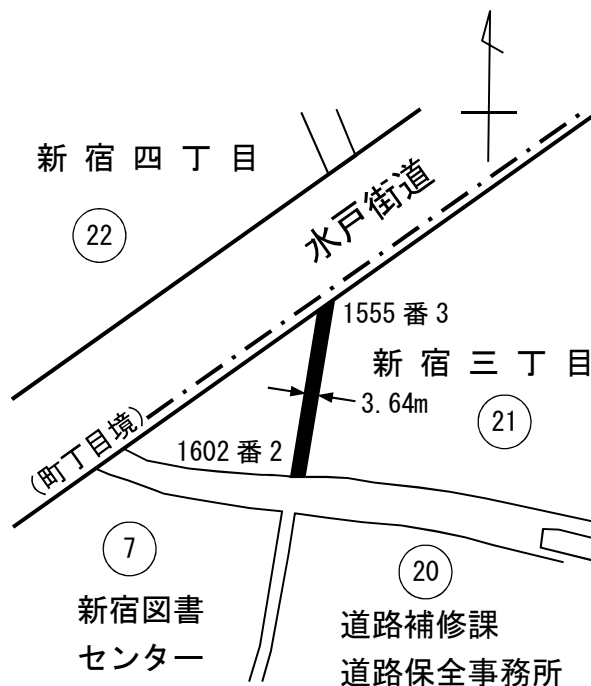 新宿四丁目
22
水戸街道
1555番3
新宿三丁目
3.64m
21
(町丁目境)
1602番2
7
新宿図書
センター
20
道路補修課
道路保全事務所